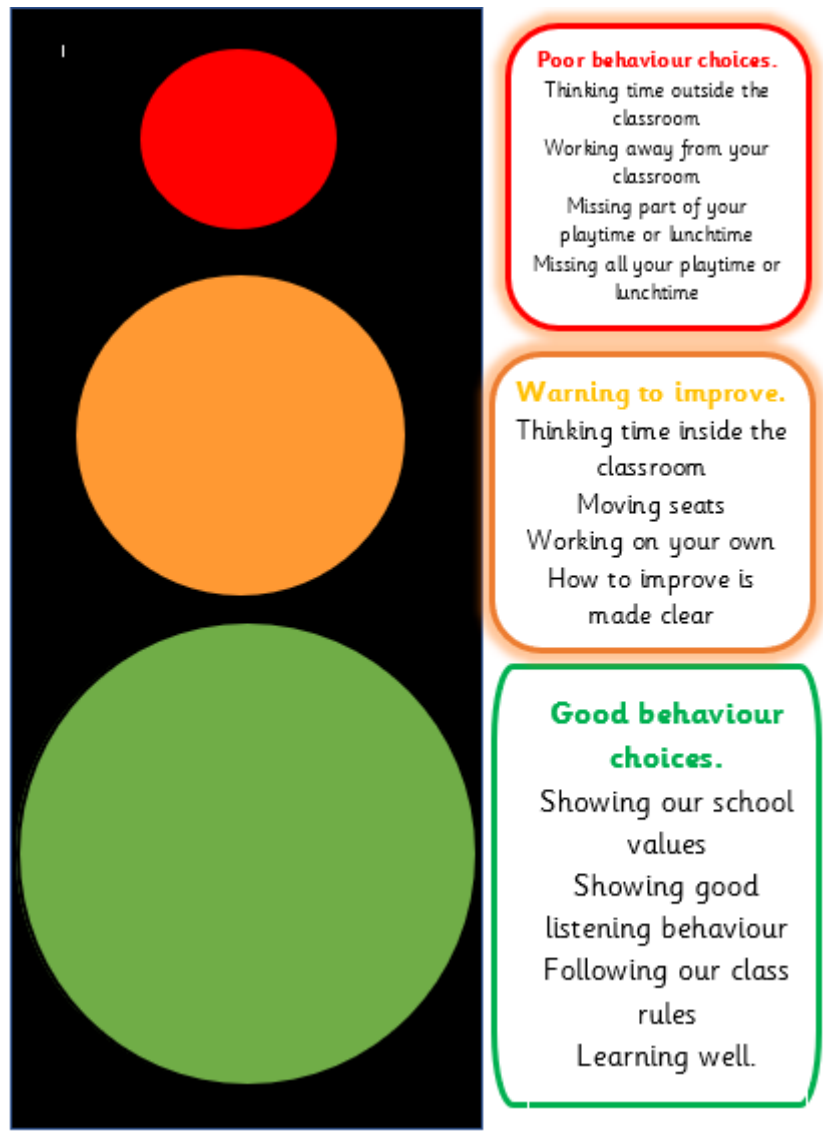 Poor behaviour choices.
Thinking time outside the
classroom
Working away from your
classroom
Missing part of your
playtime or lunchtime
Missing all your playtime or
lunchtime
Warning to improve.
Thinking time inside the
classroom
Moving seats
Working on your own
How to improve is
made clear
Good behaviour
choices.
Showing our school
values
Showing good
listening behaviour
Following our class
rules
Learning well.